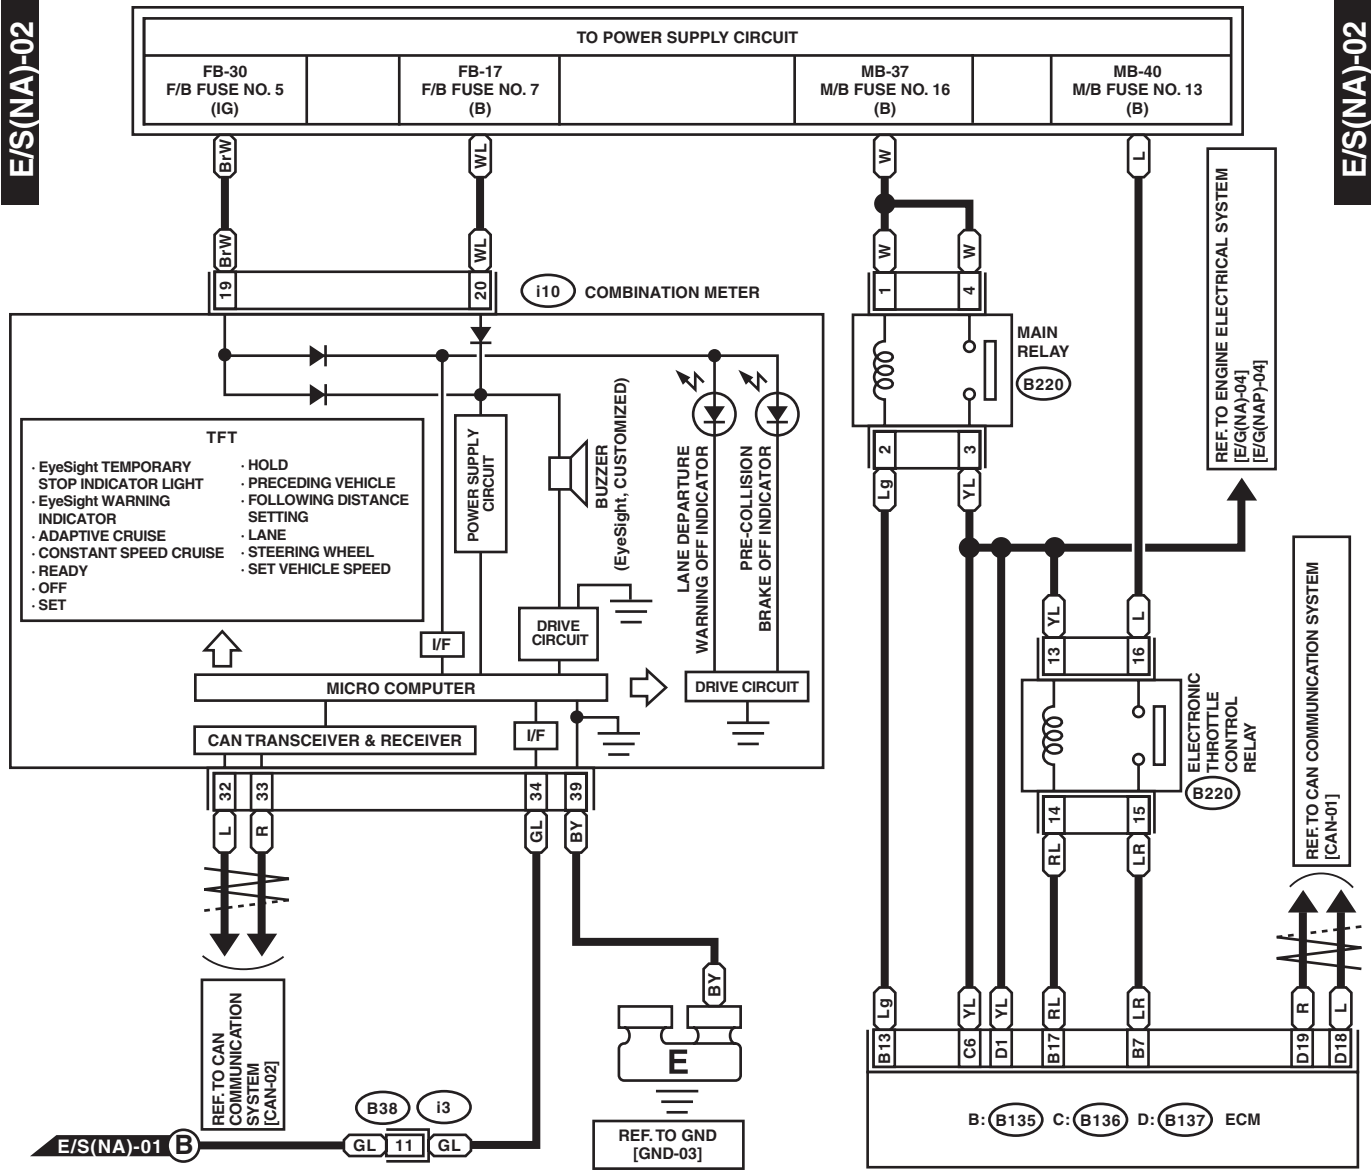 E/S(NA)-02
E/S(NA)-02
TO POWER SUPPLY CIRCUIT
FB-30
F/B FUSE NO. 5
(IG)
FB-17
F/B FUSE NO. 7
(B)
MB-37
M/B FUSE NO. 16
(B)
MB-40
M/B FUSE NO. 13
(B)
BrW
WL
W
L
BrW
WL
W
W
19
20
i10
COMBINATION METER
1
4
MAIN
RELAY
B220
2
3
Lg
YL
REF. TO ENGINE ELECTRICAL SYSTEM
[E/G(NA)-04]
[E/G(NAP)-04]
TFT
· EyeSight TEMPORARY
STOP INDICATOR LIGHT
· EyeSight WARNING
INDICATOR
· ADAPTIVE CRUISE
· CONSTANT SPEED CRUISE
· READY
· OFF
· SET
· HOLD
· PRECEDING VEHICLE
· FOLLOWING DISTANCE
SETTING
· LANE
· STEERING WHEEL
· SET VEHICLE SPEED
POWER SUPPLY
CIRCUIT
BUZZER
(EyeSight, CUSTOMIZED)
LANE DEPARTURE
WARNING OFF INDICATOR
PRE-COLLISION
BRAKE OFF INDICATOR
I/F
DRIVE
CIRCUIT
MICRO COMPUTER
DRIVE CIRCUIT
CAN TRANSCEIVER & RECEIVER
I/F
32
33
34
39
L
R
GL
BY
YL
L
13
16
ELECTRONIC
THROTTLE
CONTROL
RELAY
B220
14
15
RL
LR
REF. TO CAN COMMUNICATION SYSTEM
[CAN-01]
REF. TO CAN
COMMUNICATION
SYSTEM
[CAN-02]
BY
E
REF. TO GND
[GND-03]
Lg
YL
YL
RL
LR
R
L
B13
C6
D1
B17
B7
D19
D18
B: B135 C: B136 D: B137 ECM
B38
i3
E/S(NA)-01 B
GL
11
GL